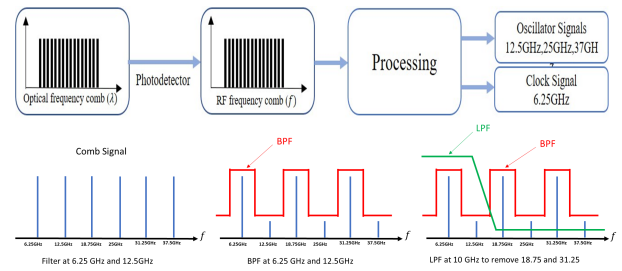 Optical frequency comb (λ)
Photodetector
RF frequency comb (f)
Processing
Oscillator Signals
12.5GHz,25GHz,37GH
Clock Signal
6.25GHz
Comb Signal
6.25GHz 12.5GHz 18.75GHz 25GHz 31.25GHz 37.5GHz f
Filter at 6.25 GHz and 12.5GHz
BPF
6.25GHz 12.5GHz 18.75GHz 25GHz 31.25GHz 37.5GHz f
BPF at 6.25 GHz and 12.5GHz
LPF
BPF
6.25GHz 12.5GHz 18.75GHz 25GHz 31.25GHz 37.5GHz f
LPF at 10 GHz to remove 18.75 and 31.25